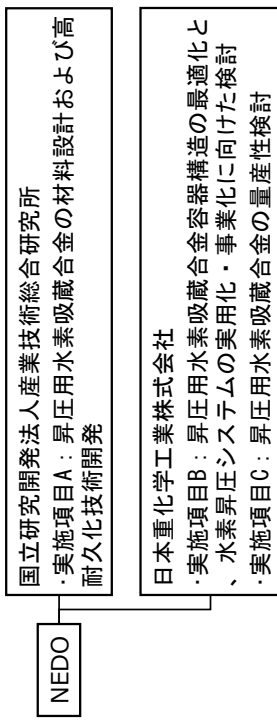 NEDO
国立研究開発法人産業技術総合研究所
・実施項目A：昇圧用水素吸蔵合金の材料設計および高
耐久化技術開発
日本重化学工業株式会社
・実施項目B：昇圧用水素吸蔵合金容器構造の最適化と
、水素昇圧システムの実用化・事業化に向けた検討
・実施項目C：昇圧用水素吸蔵合金の量産性検討